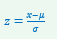 z = (x−μ)/σ